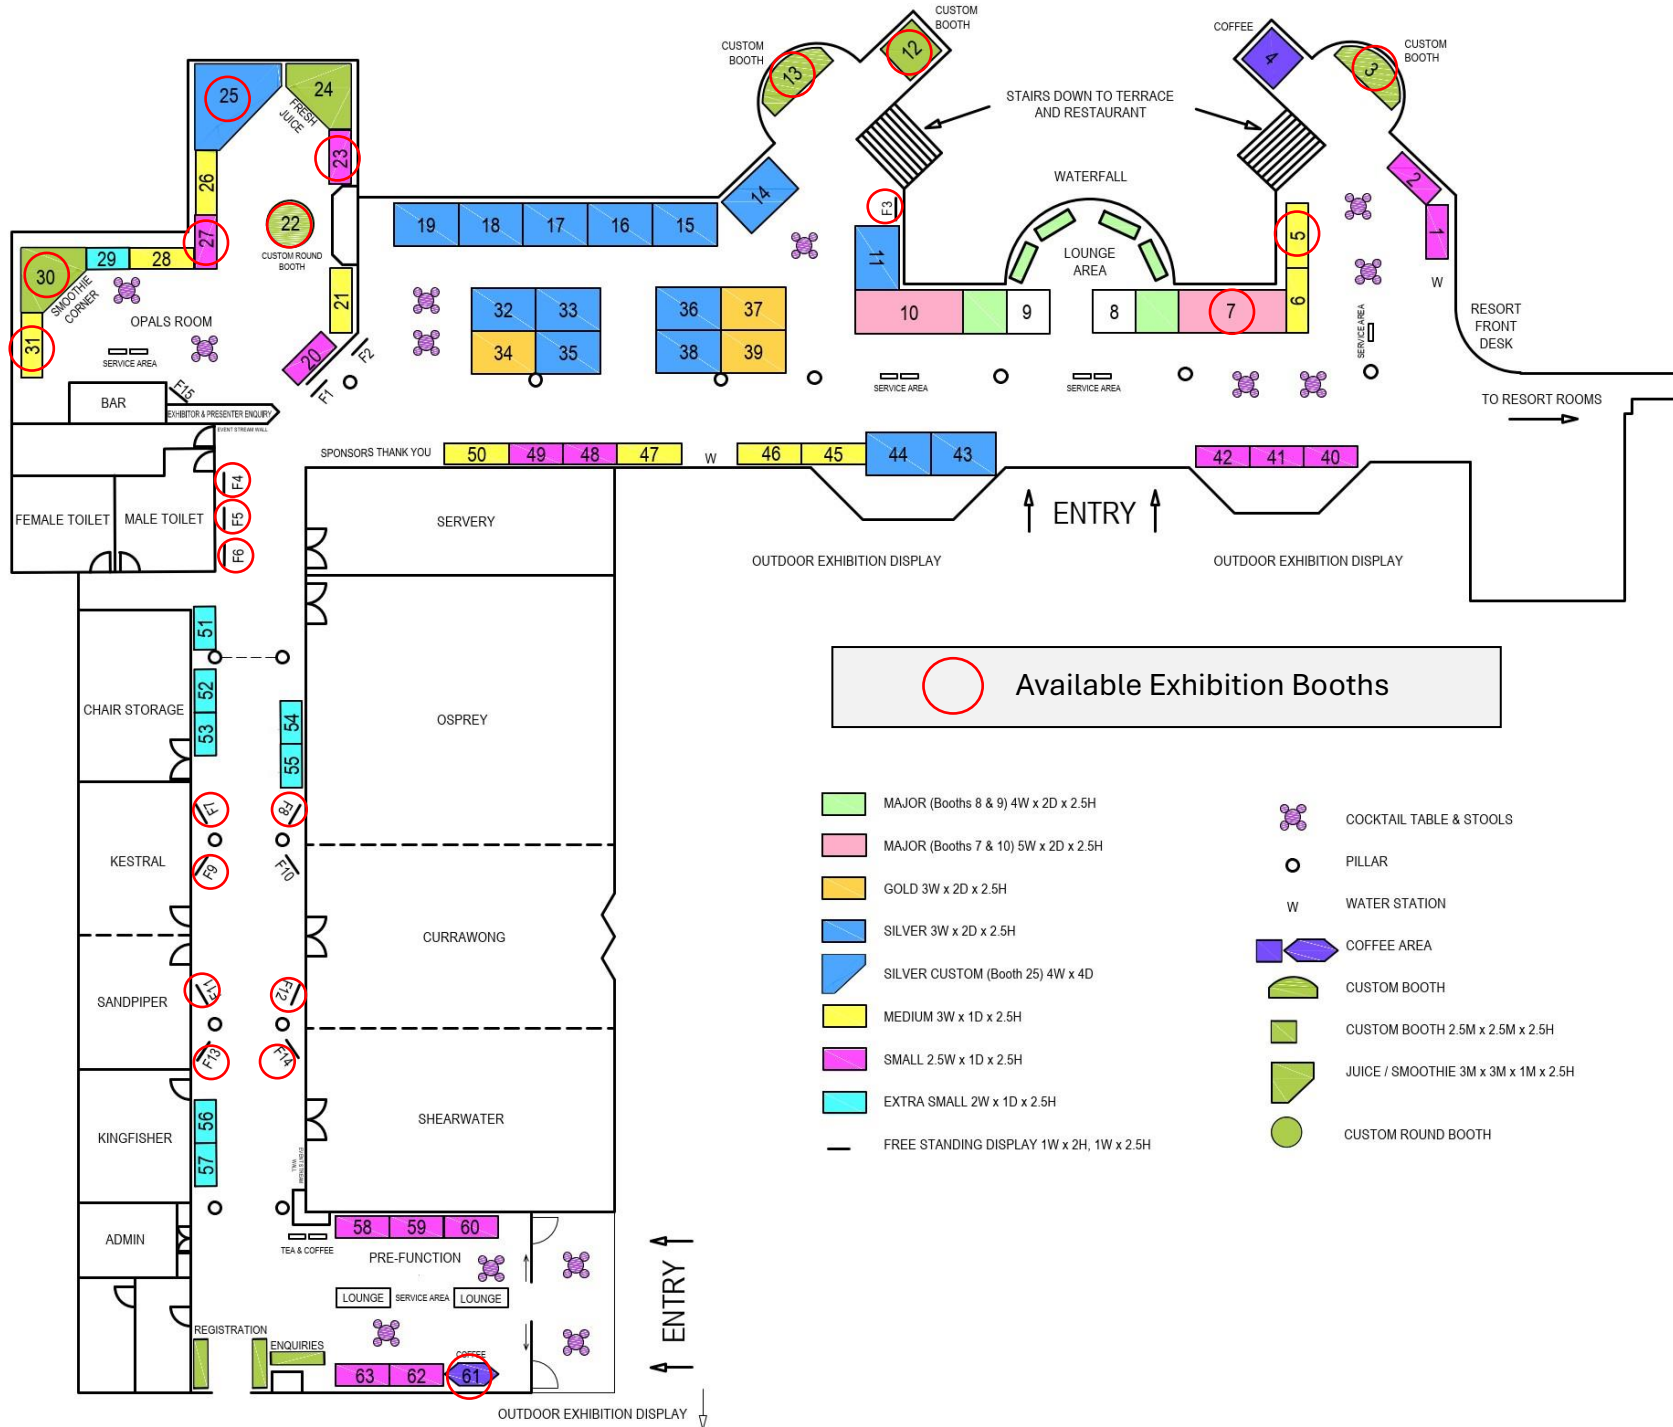 CUSTOM
BOOTH
12
CUSTOM
BOOTH
13
COFFEE
4
CUSTOM
BOOTH
3
25
24
FRESH
JUICE
23
STAIRS DOWN TO TERRACE
AND RESTAURANT
26
27
22
CUSTOM ROUND
BOOTH
14
WATERFALL
2
1
W
19
18
17
16
15
F3
11
LOUNGE
AREA
5
6
30
29
28
SMOOTHIE
CORNER
OPALS ROOM
31
SERVICE AREA
21
20
F2
F1
32
33
34
35
36
37
38
39
10
9
8
7
SERVICE AREA
RESORT
FRONT
DESK
SERVICE AREA
SERVICE AREA
TO RESORT ROOMS
BAR
F15
EXHIBITOR & PRESENTER ENQUIRY
EVENT STREAM WALL
SPONSORS THANK YOU
50
49
48
47
W
46
45
44
43
42
41
40
F4
F5
F6
FEMALE TOILET
MALE TOILET
SERVERY
ENTRY
OUTDOOR EXHIBITION DISPLAY
OUTDOOR EXHIBITION DISPLAY
51
52
53
54
55
CHAIR STORAGE
OSPREY
Available Exhibition Booths
F7
F8
KESTRAL
F9
F10
CURRAWONG
SANDPIPER
F11
F12
F13
F14
KINGFISHER
56
57
SHEARWATER
EVENT STREAM
WALL
ADMIN
58
59
60
TEA & COFFEE
PRE-FUNCTION
LOUNGE
SERVICE AREA
LOUNGE
ENTRY
REGISTRATION
ENQUIRIES
COFFEE
63
62
61
OUTDOOR EXHIBITION DISPLAY
MAJOR (Booths 8 & 9) 4W x 2D x 2.5H
MAJOR (Booths 7 & 10) 5W x 2D x 2.5H
GOLD 3W x 2D x 2.5H
SILVER 3W x 2D x 2.5H
SILVER CUSTOM (Booth 25) 4W x 4D
MEDIUM 3W x 1D x 2.5H
SMALL 2.5W x 1D x 2.5H
EXTRA SMALL 2W x 1D x 2.5H
FREE STANDING DISPLAY 1W x 2H, 1W x 2.5H
COCKTAIL TABLE & STOOLS
PILLAR
W
WATER STATION
COFFEE AREA
CUSTOM BOOTH
CUSTOM BOOTH 2.5M x 2.5M x 2.5H
JUICE / SMOOTHIE 3M x 3M x 1M x 2.5H
CUSTOM ROUND BOOTH